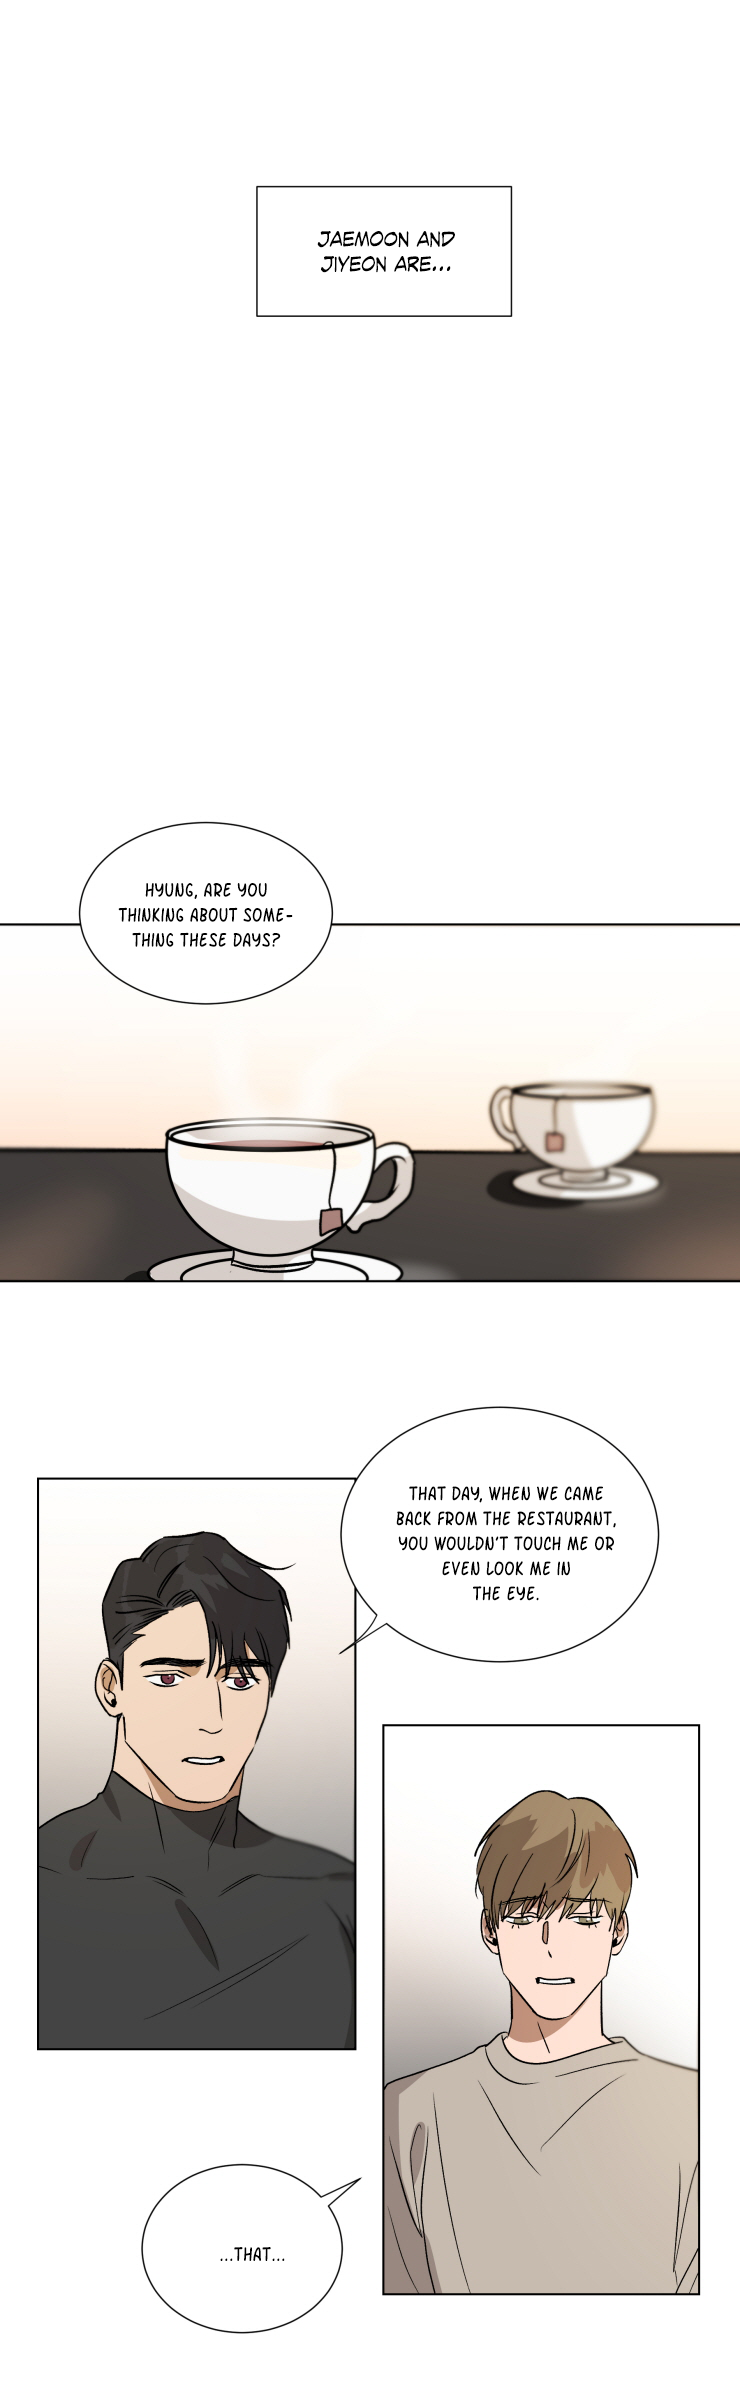 JAEMOON AND
JIYEON ARE...
HYUNG, ARE YOU
THINKING ABOUT SOME-
THING THESE DAYS?
THAT DAY, WHEN WE CAME
BACK FROM THE RESTAURANT,
YOU WOULDN'T TOUCH ME OR
EVEN LOOK ME IN
THE EYE.
...THAT...